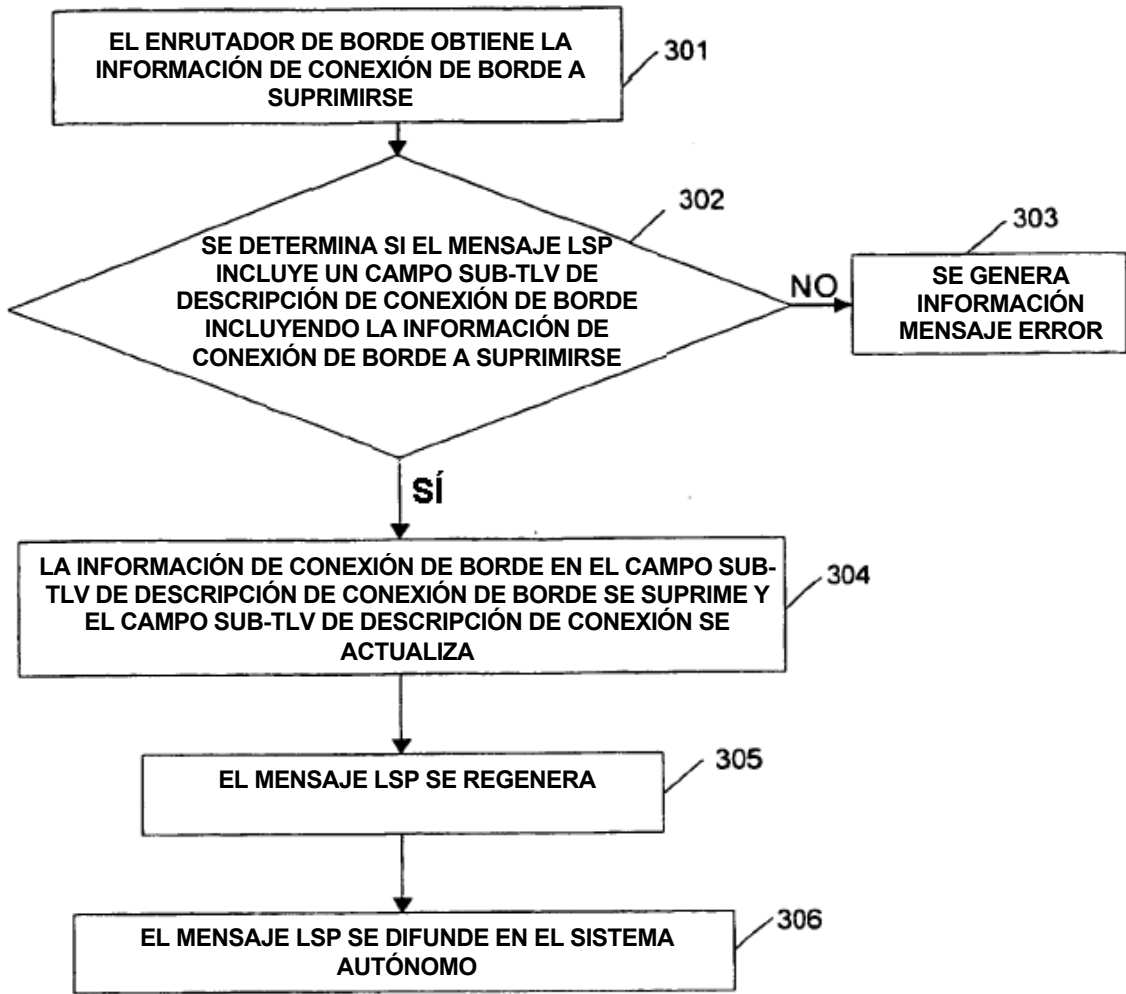 EL ENRUTADOR DE BORDE OBTIENE LA
INFORMACIÓN DE CONEXIÓN DE BORDE A
SUPRIMIRSE
301
302
SE DETERMINA SI EL MENSAJE LSP
INCLUYE UN CAMPO SUB-TLV DE
DESCRIPCIÓN DE CONEXIÓN DE BORDE
INCLUYENDO LA INFORMACIÓN DE
CONEXIÓN DE BORDE A SUPRIMIRSE
NO
303
SE GENERA
INFORMACIÓN
MENSAJE ERROR
SÍ
LA INFORMACIÓN DE CONEXIÓN DE BORDE EN EL CAMPO SUB-
TLV DE DESCRIPCIÓN DE CONEXIÓN DE BORDE SE SUPRIME Y
EL CAMPO SUB-TLV DE DESCRIPCIÓN DE CONEXIÓN SE
ACTUALIZA
304
EL MENSAJE LSP SE REGENERA
305
EL MENSAJE LSP SE DIFUNDE EN EL SISTEMA
AUTÓNOMO
306